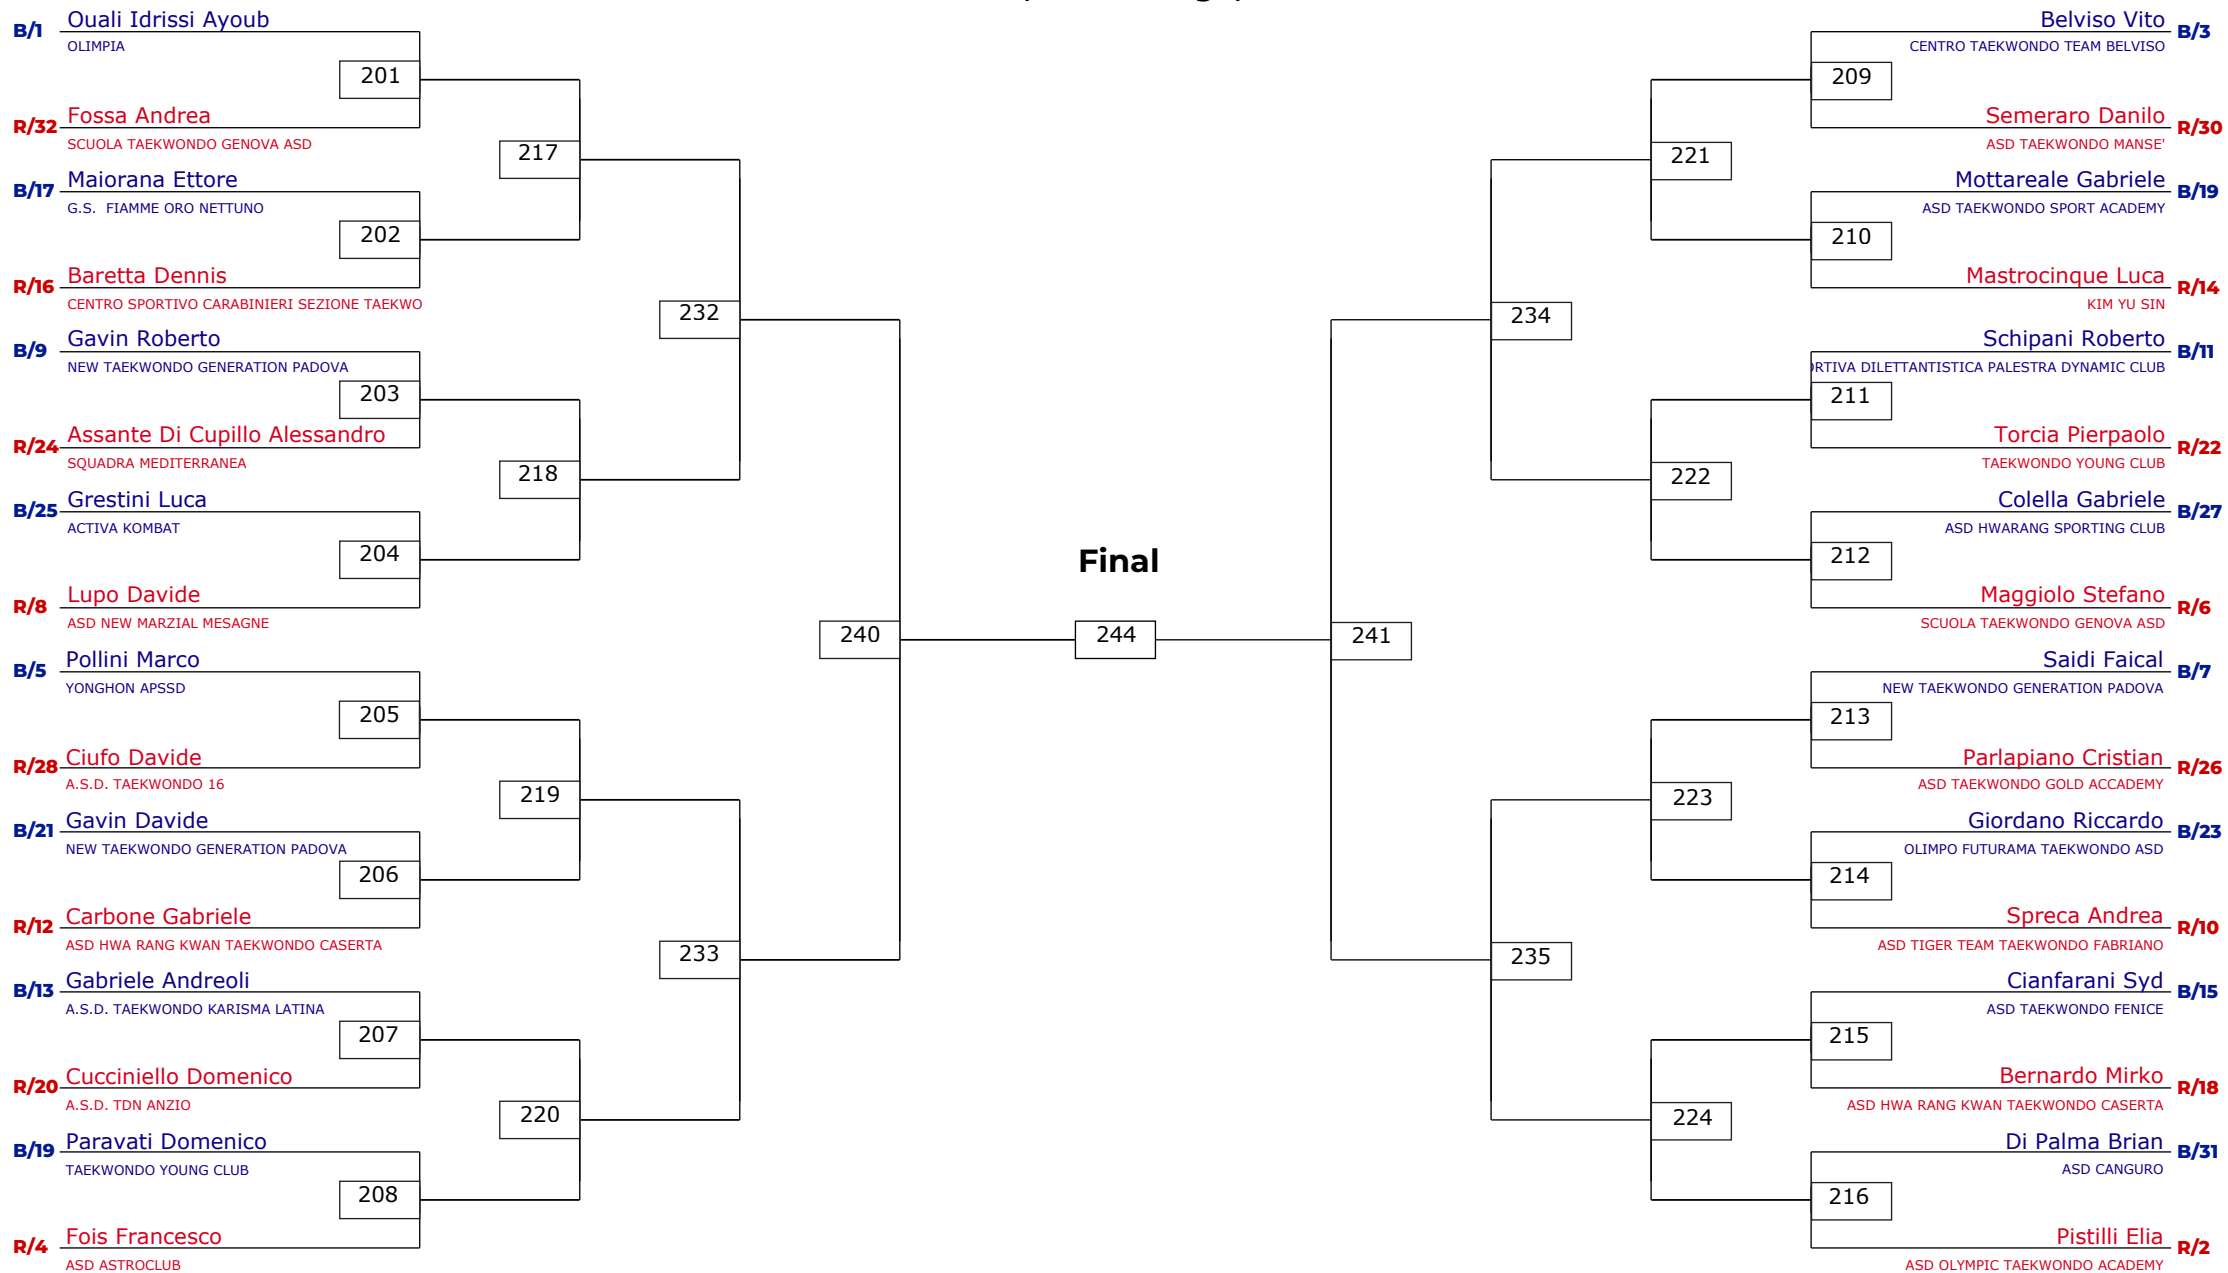 B/1 Ouali Idrissi Ayoub
OLIMPIA
201
R/32 Fossa Andrea
SCUOLA TAEKWONDO GENOVA ASD
217
B/17 Maiorana Ettore
G.S. FIAMME ORO NETTUNO
202
R/16 Baretta Dennis
CENTRO SPORTIVO CARABINIERI SEZIONE TAEKWO
232
B/9 Gavin Roberto
NEW TAEKWONDO GENERATION PADOVA
203
R/24 Assante Di Cupillo Alessandro
SQUADRA MEDITERRANEA
218
B/25 Grestini Luca
ACTIVA KOMBAT
204
R/8 Lupo Davide
ASD NEW MARZIAL MESAGNE
240
B/5 Pollini Marco
YONGHON APSSD
205
R/28 Ciufo Davide
A.S.D. TAEKWONDO 16
219
B/21 Gavin Davide
NEW TAEKWONDO GENERATION PADOVA
206
R/12 Carbone Gabriele
ASD HWA RANG KWAN TAEKWONDO CASERTA
233
B/13 Gabriele Andreoli
A.S.D. TAEKWONDO KARISMA LATINA
207
R/20 Cucciniello Domenico
A.S.D. TDN ANZIO
220
B/19 Paravati Domenico
TAEKWONDO YOUNG CLUB
208
R/4 Fois Francesco
ASD ASTROCLUB
Final
244
Belviso Vito B/3
CENTRO TAEKWONDO TEAM BELVISO
209
Semeraro Danilo R/30
ASD TAEKWONDO MANSE'
221
Mottareale Gabriele B/19
ASD TAEKWONDO SPORT ACADEMY
210
Mastrocinque Luca R/14
KIM YU SIN
234
Schipani Roberto B/11
RTIVA DILETTANTISTICA PALESTRA DYNAMIC CLUB
211
Torcia Pierpaolo R/22
TAEKWONDO YOUNG CLUB
222
Colella Gabriele B/27
ASD HWARANG SPORTING CLUB
212
Maggiolo Stefano R/6
SCUOLA TAEKWONDO GENOVA ASD
241
Saidi Faical B/7
NEW TAEKWONDO GENERATION PADOVA
213
Parlapiano Cristian R/26
ASD TAEKWONDO GOLD ACCADEMY
223
Giordano Riccardo B/23
OLIMPO FUTURAMA TAEKWONDO ASD
214
Spreca Andrea R/10
ASD TIGER TEAM TAEKWONDO FABRIANO
235
Cianfarani Syd B/15
ASD TAEKWONDO FENICE
215
Bernardo Mirko R/18
ASD HWA RANG KWAN TAEKWONDO CASERTA
224
Di Palma Brian B/31
ASD CANGURO
216
Pistilli Elia R/2
ASD OLYMPIC TAEKWONDO ACADEMY